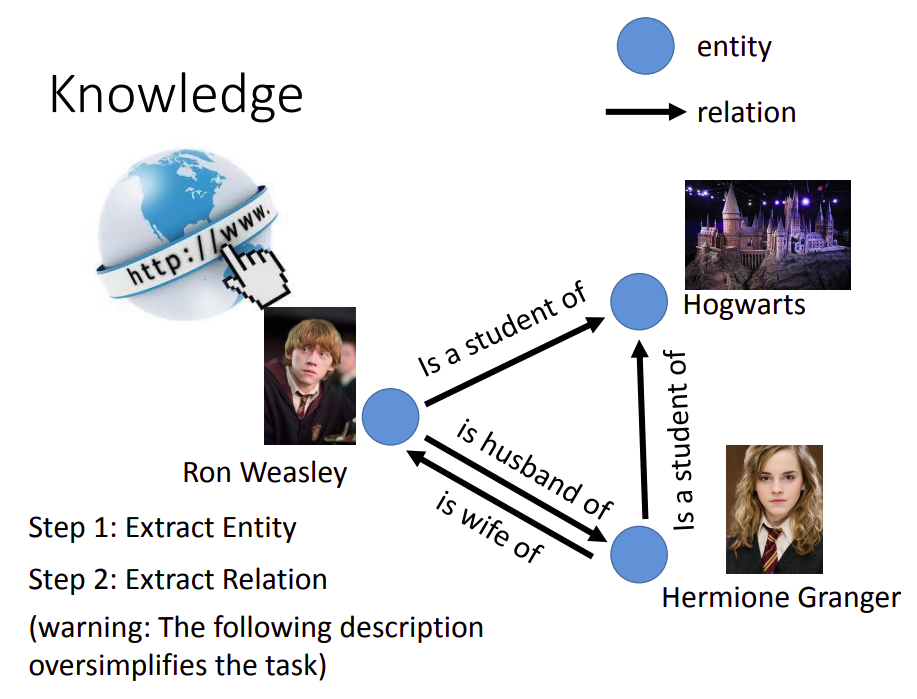 entity
Knowledge
relation
http://www.
Hogwarts
Is a student of
Is a student of
is husband of
is wife of
Ron Weasley
Hermione Granger
Step 1: Extract Entity
Step 2: Extract Relation
(warning: The following description
oversimplifies the task)